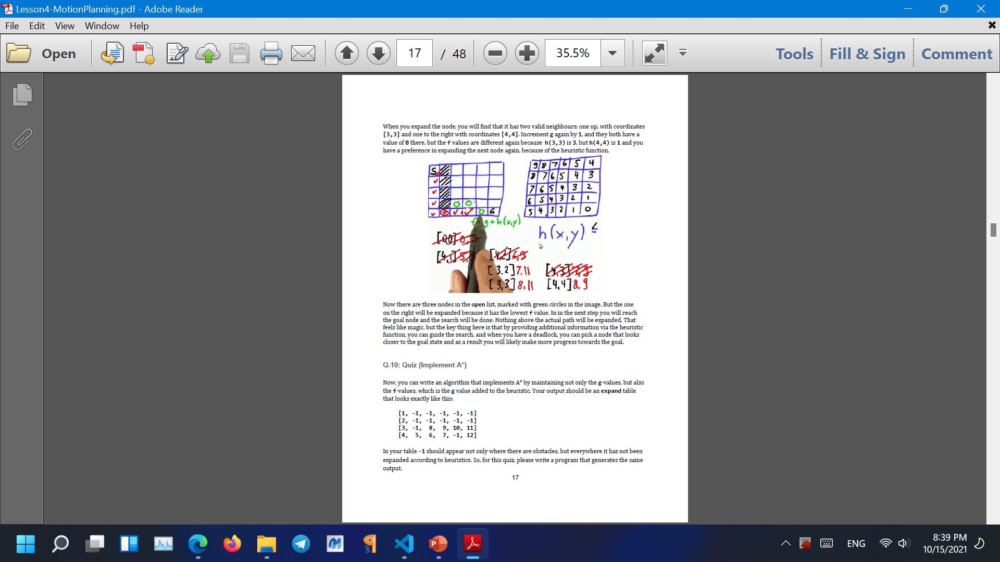 Lesson4-MotionPlanning.pdf - Adobe Reader
File Edit View Window Help
Open 17 / 48 35.5% Tools Fill & Sign Comment
When you expand the node, you will find that it has two valid neighbours; one up, with coordinates
[3,3] and one to the right with coordinates [4,4]. Increment g again by 1, and they both have a
value of 8 there, but the f values are different again because h(3,3) is 3, but h(4,4) is 1 and you
have a preference in expanding the next node again, because of the heuristic function.
S
G
9 8 7 6 5 4
8 7 6 5 4 3
7 6 5 4 3 2
6 5 4 3 2 1
5 4 3 2 1 0
g+h(x,y)
h(x,y) ≤
[0,0] 0, 9
[4,1] 5, 9
[4,2] 6,9
[3,2] 7,11
[3,3] 8,11
[4,3] 7,9
[4,4] 8,9
Now there are three nodes in the open list, marked with green circles in the image. But the one
on the right will be expanded because it has the lowest f value. In in the next step you will reach
the goal node and the search will be done. Nothing above the actual path will be expanded. That
feels like magic, but the key thing here is that by providing additional information via the heuristic
function, you can guide the search, and when you have a deadlock, you can pick a node that looks
closer to the goal state and as a result you will likely make more progress towards the goal.
Q-10: Quiz (Implement A*)
Now, you can write an algorithm that implements A* by maintaining not only the g-values, but also
the f-values, which is the g value added to the heuristic. Your output should be an expand table
that looks exactly like this:
[1, -1, -1, -1, -1, -1]
[2, -1, -1, -1, -1, -1]
[3, -1, 8, 9, 10, 11]
[4, 5, 6, 7, -1, 12]
In your table -1 should appear not only where there are obstacles, but everywhere it has not been
expanded according to heuristics. So, for this quiz, please write a program that generates the same
output.
17
ENG
8:39 PM
10/15/2021